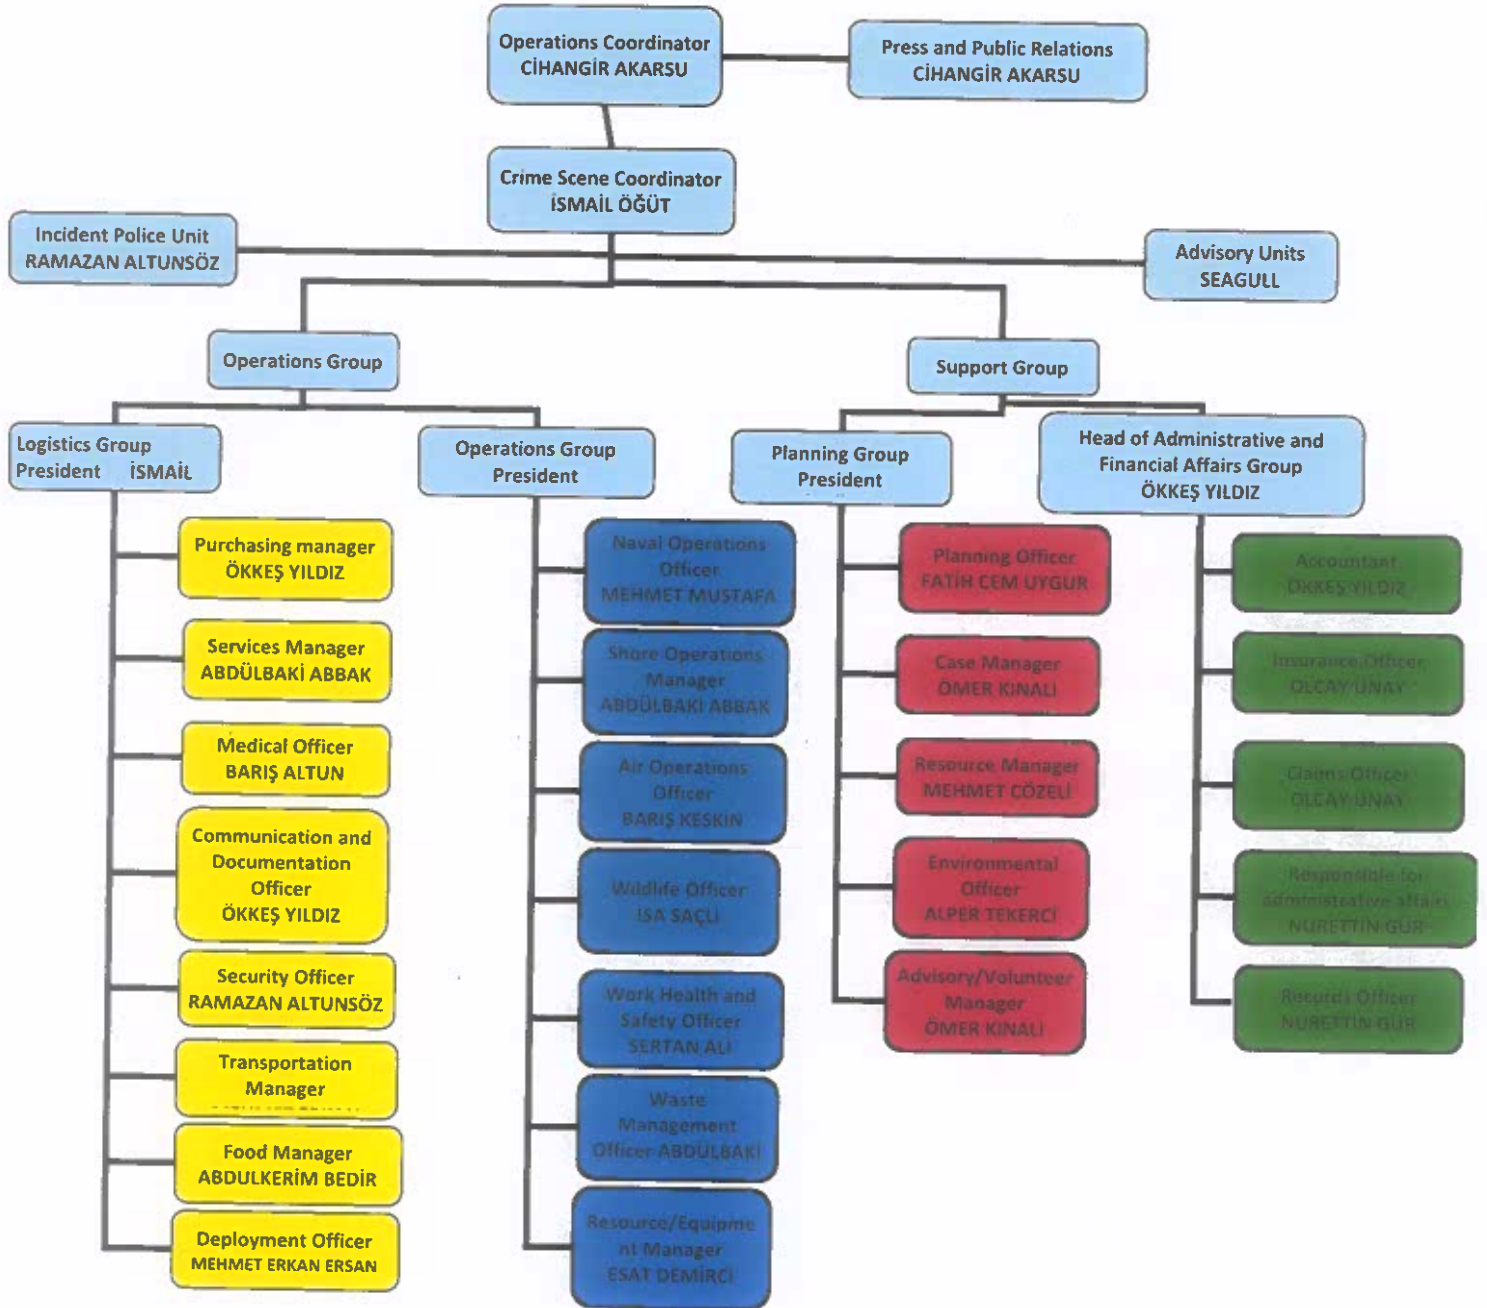 Operations Coordinator
CİHANGİR AKARSU
Press and Public Relations
CİHANGİR AKARSU
Crime Scene Coordinator
İSMAİL ÖĞÜT
Incident Police Unit
RAMAZAN ALTUNSÖZ
Advisory Units
SEAGULL
Operations Group
Support Group
Logistics Group
President İSMAİL
Operations Group
President
Planning Group
President
Head of Administrative and
Financial Affairs Group
ÖKKEŞ YILDIZ
Purchasing manager
ÖKKEŞ YILDIZ
Services Manager
ABDÜLBAKİ ABBAK
Medical Officer
BARIŞ ALTUN
Communication and
Documentation
Officer
ÖKKEŞ YILDIZ
Security Officer
RAMAZAN ALTUNSÖZ
Transportation
Manager
Food Manager
ABDULKERİM BEDİR
Deployment Officer
MEHMET ERKAN ERSAN
Naval Operations
Officer
MEHMET MUSTAFA
Shore Operations
Manager
ABDÜLBAKİ ABBAK
Air Operations
Officer
BARIŞ KESKİN
Wildlife Officer
İSA SAÇLI
Work Health and
Safety Officer
SERTAN ALİ
Waste
Management
Officer ABDÜLBAKİ
Resource/Equipme
nt Manager
ESAT DEMİRCİ
Planning Officer
FATİH CEM UYGUR
Case Manager
ÖMER KINALI
Resource Manager
MEHMET CÖZELİ
Environmental
Officer
ALPER TEKERCİ
Advisory/Volunteer
Manager
ÖMER KINALI
Accountant
ÖKKEŞ YILDIZ
Insurance Officer
OLCAY ÜNAY
Claims Officer
OLCAY ÜNAY
Responsible for
administrative affairs
NURETTİN GÜR
Records Officer
NURETTİN GÜR